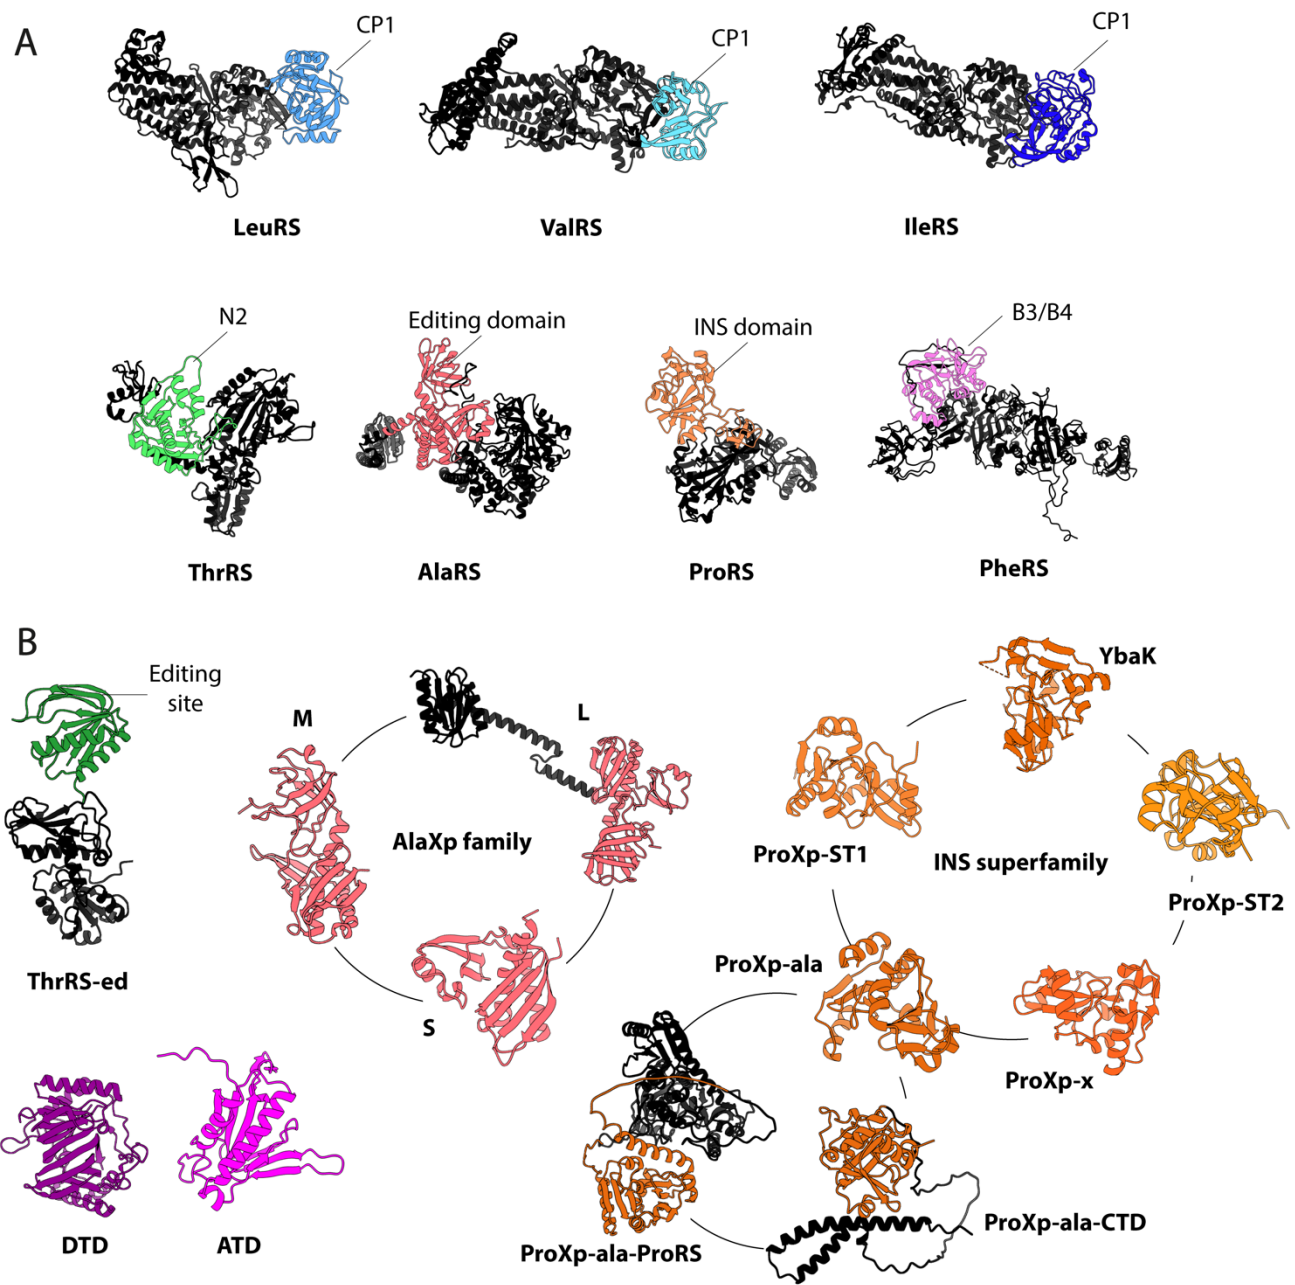 A
CP1
CP1
CP1
LeuRS
ValRS
IleRS
N2
Editing domain
INS domain
B3/B4
ThrRS
AlaRS
ProRS
PheRS
B
Editing
site
ThrRS-ed
M
L
AlaXp family
S
YbaK
ProXp-ST1
INS superfamily
ProXp-ST2
ProXp-ala
ProXp-x
DTD
ATD
ProXp-ala-ProRS
ProXp-ala-CTD